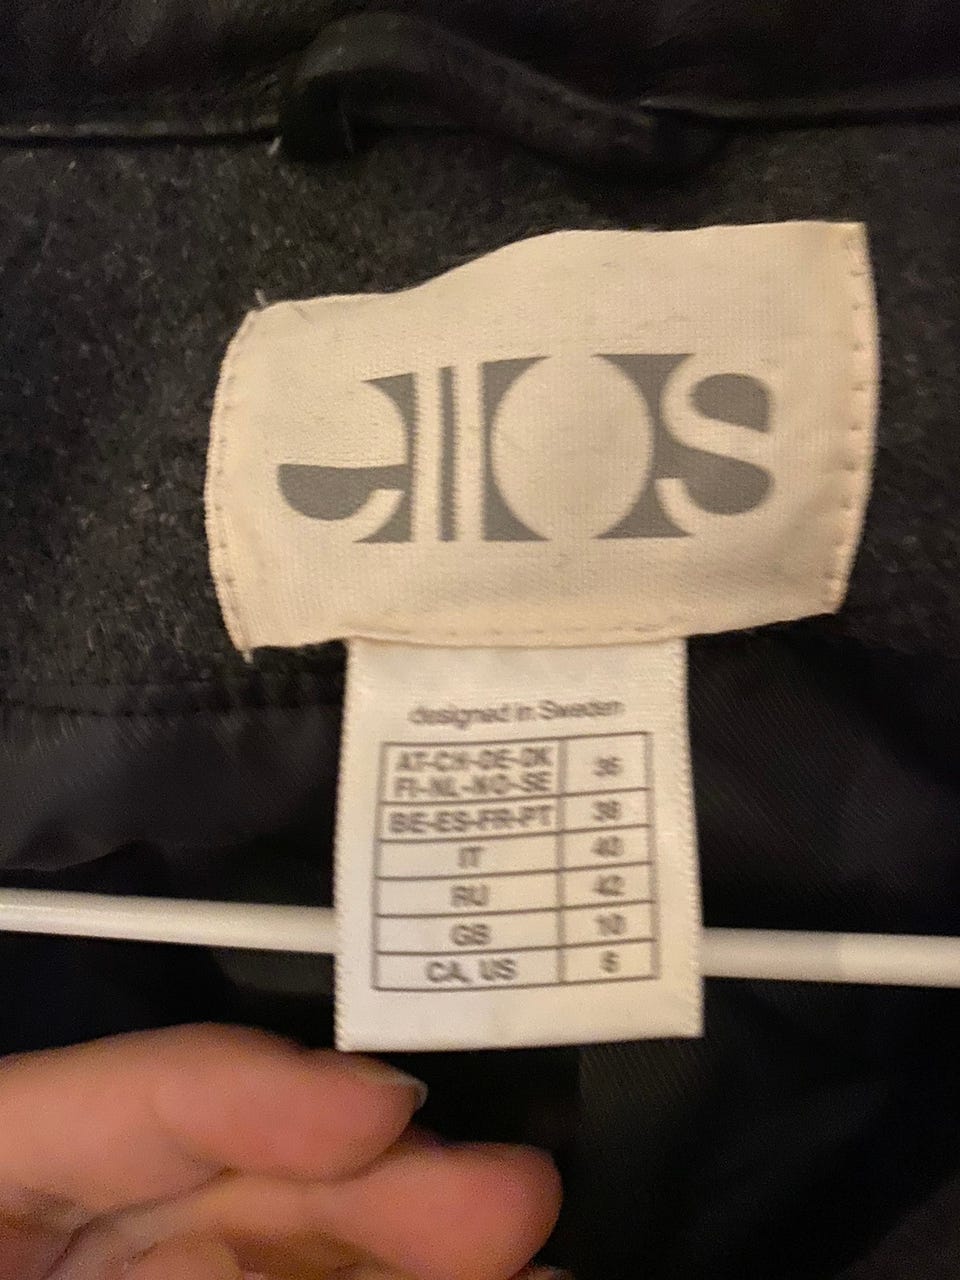 ellos
designed in Sweden
AT-CH-DE-DK
FI-NL-NO-SE 36
BE-ES-FR-PT 38
IT 40
RU 42
GB 10
CA, US 6